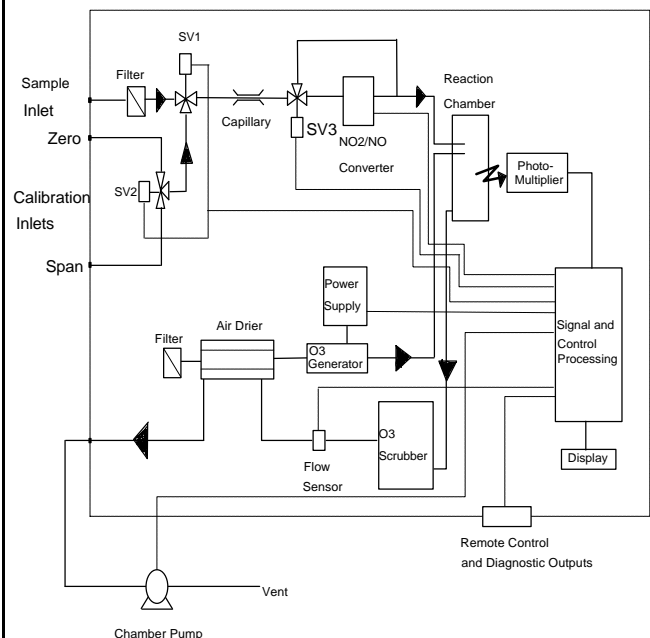 SV1
Sample
Inlet
Filter
Capillary
SV3
NO2/NO
Converter
Reaction
Chamber
Photo-
Multiplier
Zero
SV2
Calibration
Inlets
Span
Power
Supply
Signal and
Control
Processing
Air Drier
Filter
O3
Generator
O3
Scrubber
Flow
Sensor
Display
Remote Control
and Diagnostic Outputs
Vent
Chamber Pump